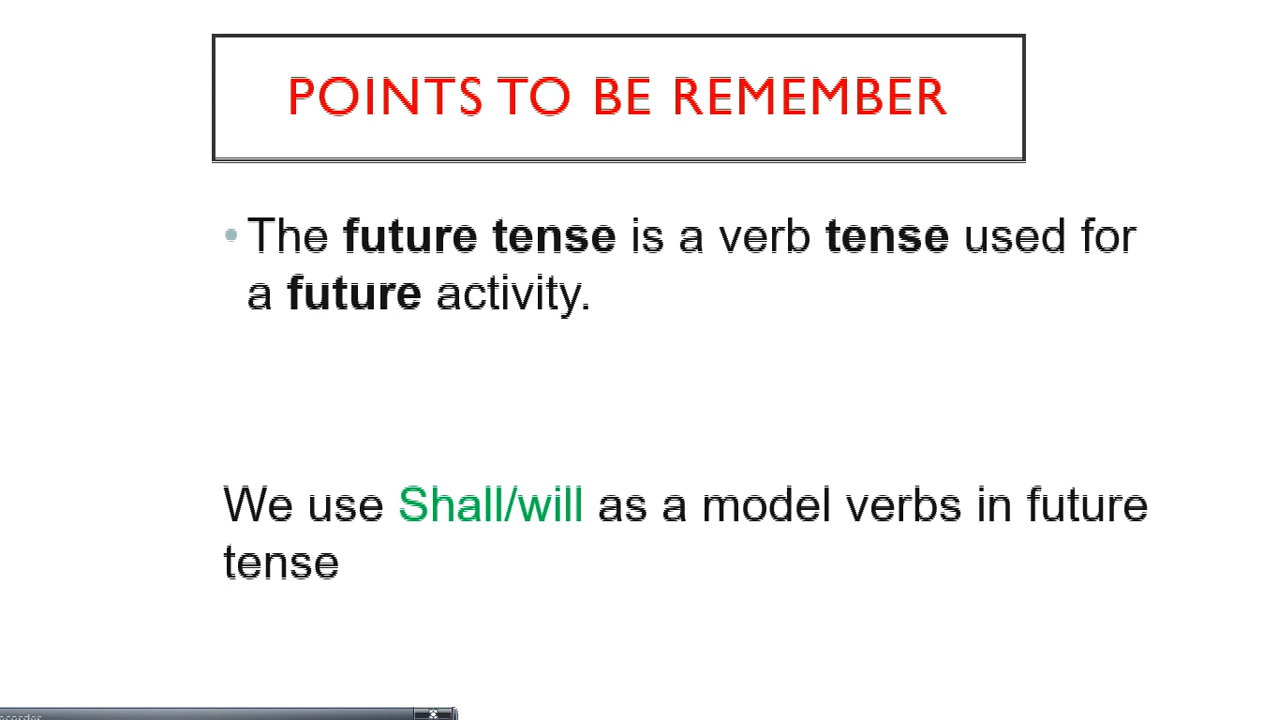 POINTS TO BE REMEMBER
• The future tense is a verb tense used for
a future activity.
We use Shall/will as a model verbs in future
tense